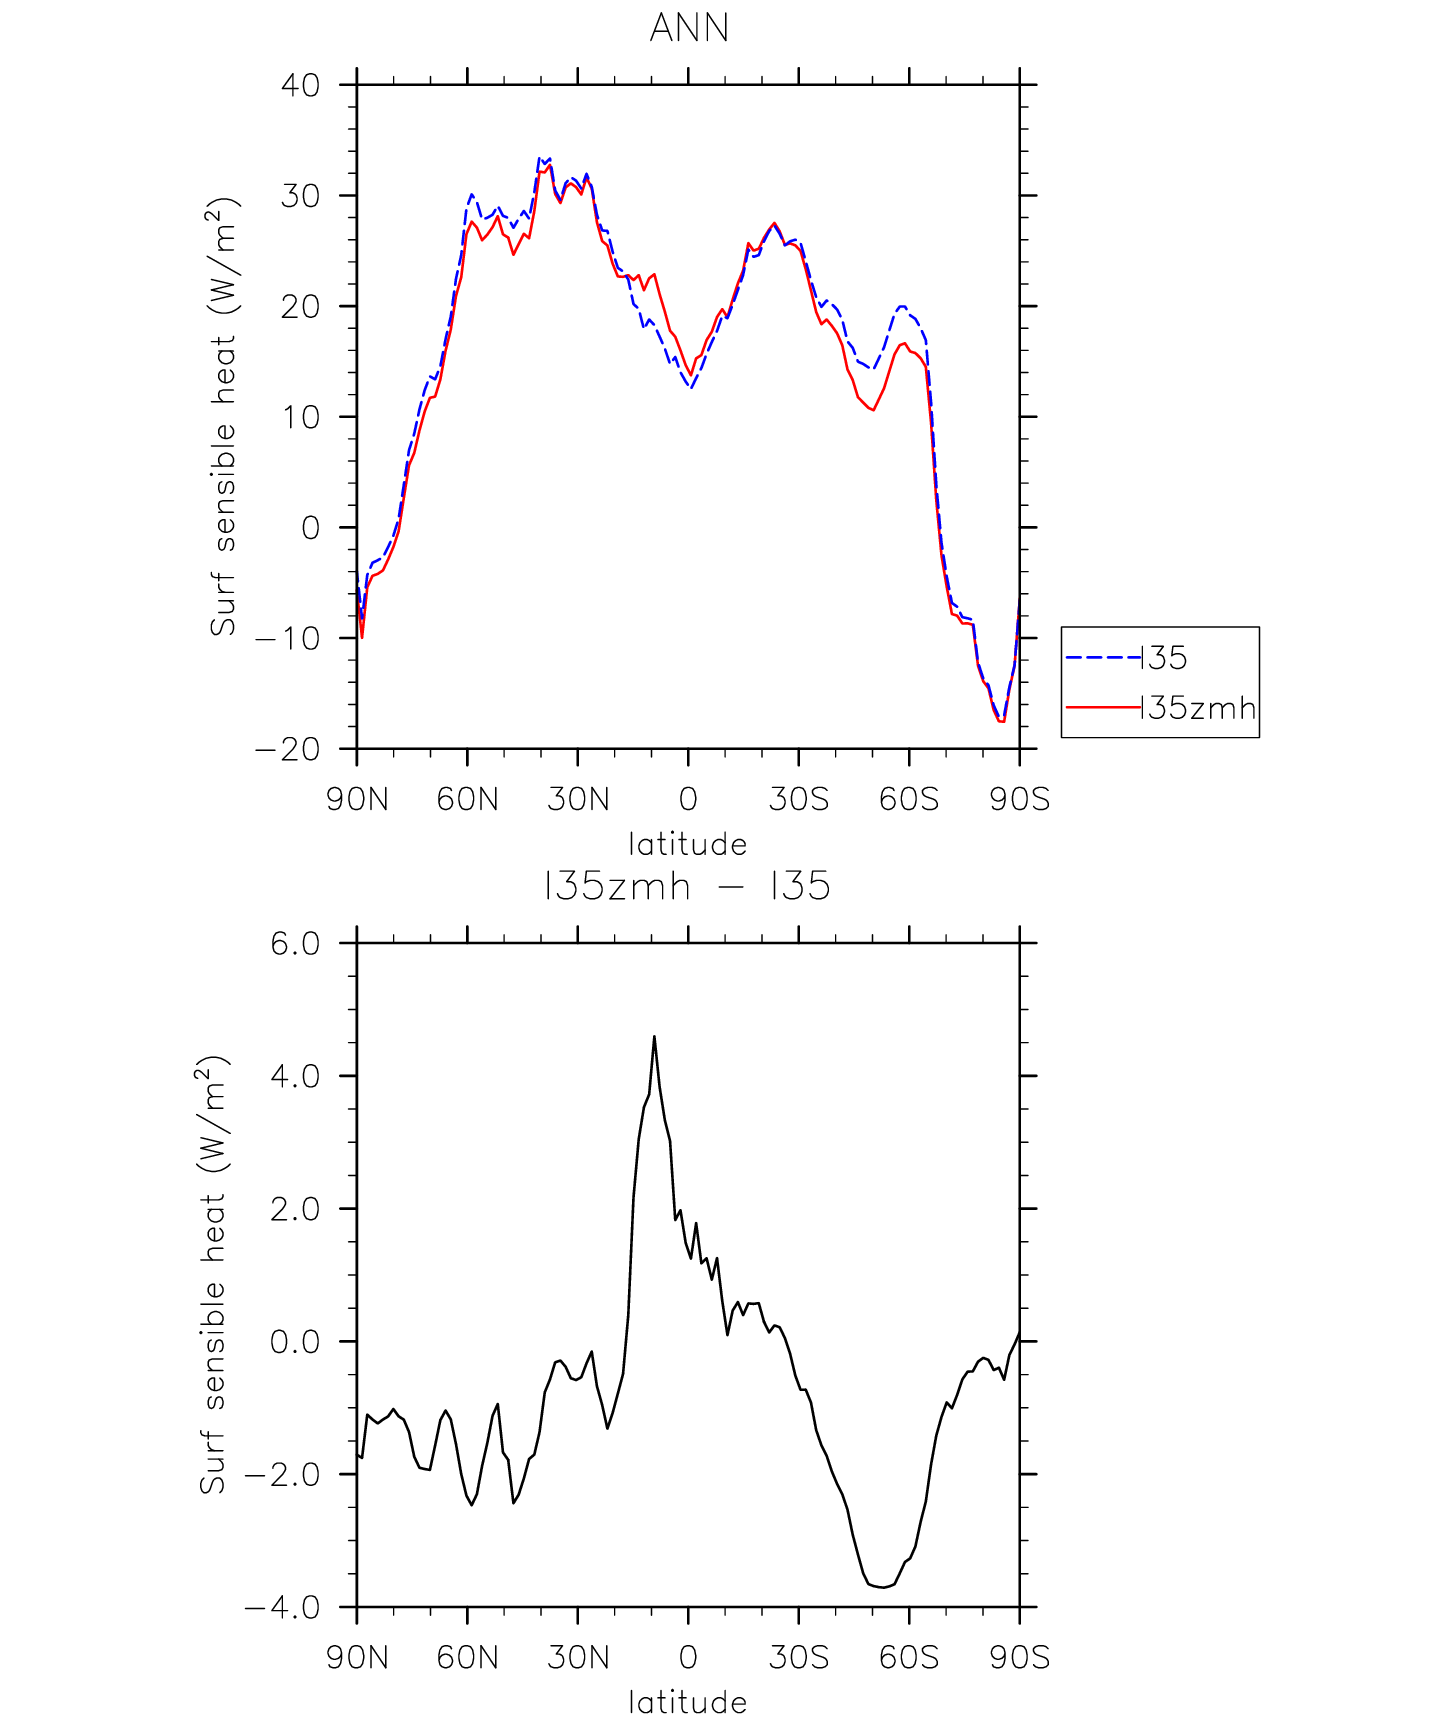 ANN
Surf sensible heat (W/m²)
40
30
20
10
0
−10
−20
90N 60N 30N 0 30S 60S 90S
latitude
I35
I35zmh
I35zmh − I35
Surf sensible heat (W/m²)
6.0
4.0
2.0
0.0
−2.0
−4.0
90N 60N 30N 0 30S 60S 90S
latitude